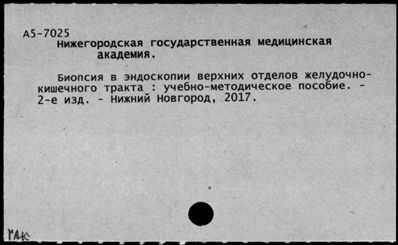 А5-7025
Нижегородская государственная медицинская
академия.
Биопсия в эндоскопии верхних отделов желудочно-
кишечного тракта : учебно-методическое пособие. -
2-е изд. - Нижний Новгород, 2017.